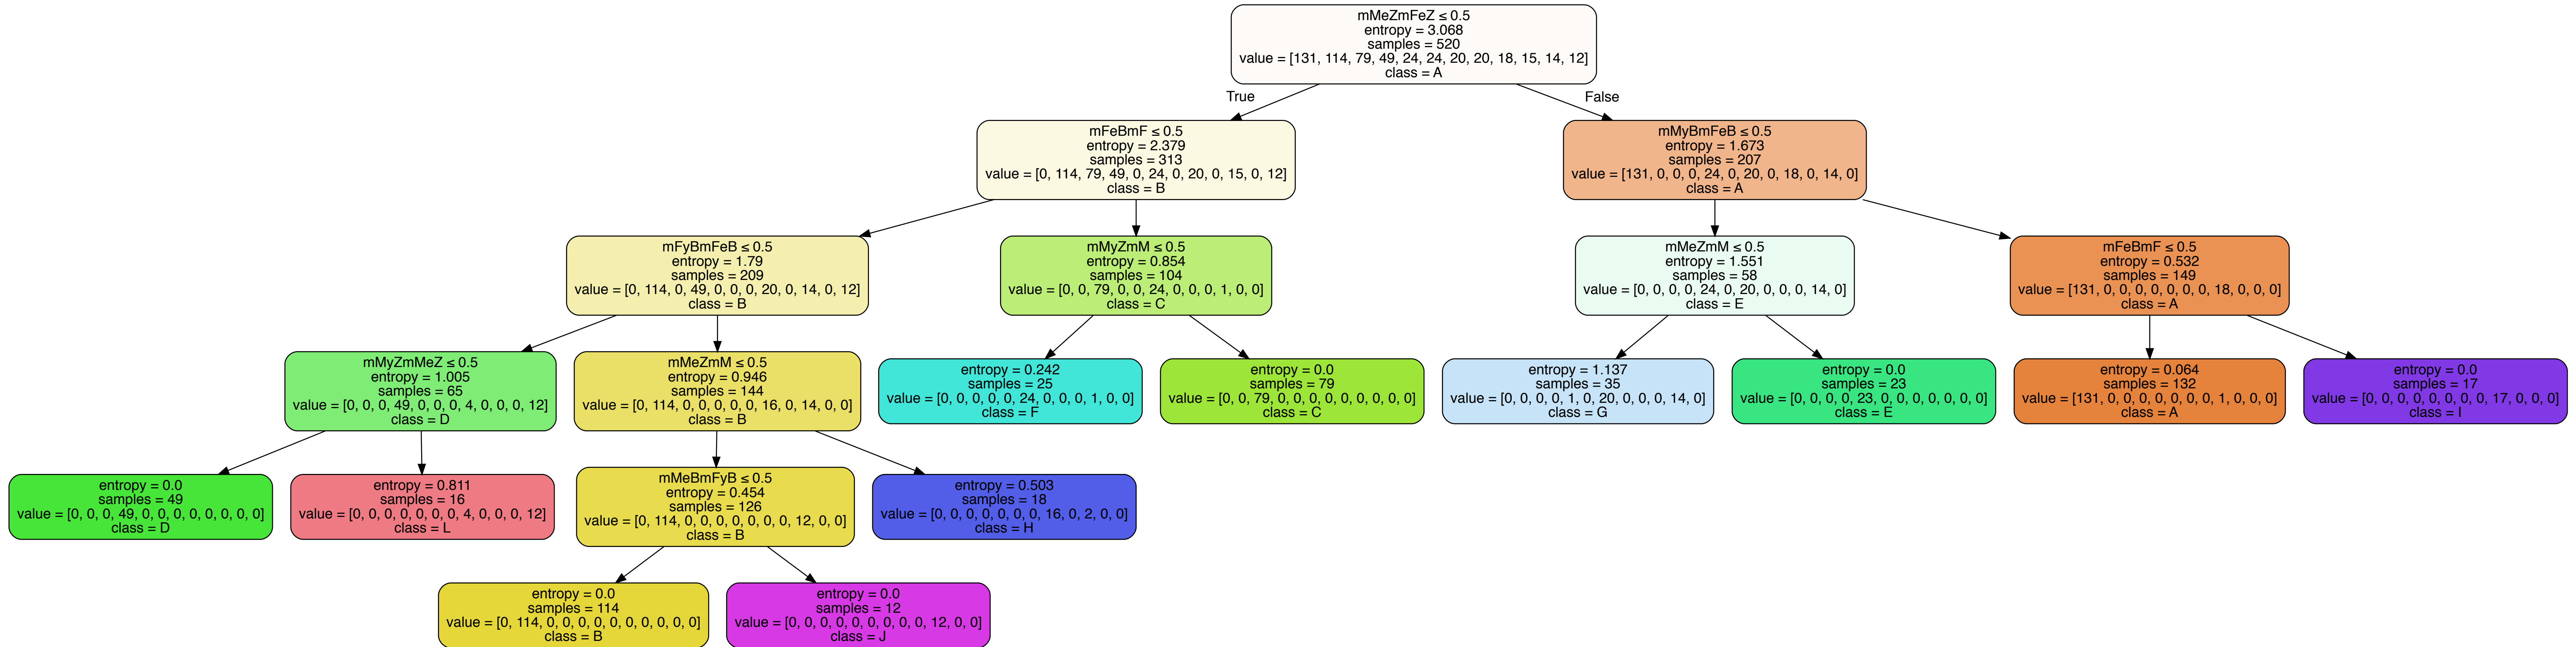 mMeZmFeZ ≤ 0.5
entropy = 3.068
samples = 520
value = [131, 114, 79, 49, 24, 24, 20, 20, 18, 15, 14, 12]
class = A
True
False
mFeBmF ≤ 0.5
entropy = 2.379
samples = 313
value = [0, 114, 79, 49, 0, 24, 0, 20, 0, 15, 0, 12]
class = B
mMyBmFeB ≤ 0.5
entropy = 1.673
samples = 207
value = [131, 0, 0, 0, 24, 0, 20, 0, 18, 0, 14, 0]
class = A
mFyBmFeB ≤ 0.5
entropy = 1.79
samples = 209
value = [0, 114, 0, 49, 0, 0, 0, 20, 0, 14, 0, 12]
class = B
mMyZmM ≤ 0.5
entropy = 0.854
samples = 104
value = [0, 0, 79, 0, 0, 24, 0, 0, 0, 1, 0, 0]
class = C
mMeZmM ≤ 0.5
entropy = 1.551
samples = 58
value = [0, 0, 0, 0, 24, 0, 20, 0, 0, 0, 14, 0]
class = E
mFeBmF ≤ 0.5
entropy = 0.532
samples = 149
value = [131, 0, 0, 0, 0, 0, 0, 0, 18, 0, 0, 0]
class = A
mMyZmMeZ ≤ 0.5
entropy = 1.005
samples = 65
value = [0, 0, 0, 49, 0, 0, 0, 4, 0, 0, 0, 12]
class = D
mMeZmM ≤ 0.5
entropy = 0.946
samples = 144
value = [0, 114, 0, 0, 0, 0, 0, 16, 0, 14, 0, 0]
class = B
entropy = 0.242
samples = 25
value = [0, 0, 0, 0, 0, 24, 0, 0, 0, 1, 0, 0]
class = F
entropy = 0.0
samples = 79
value = [0, 0, 79, 0, 0, 0, 0, 0, 0, 0, 0, 0]
class = C
entropy = 1.137
samples = 35
value = [0, 0, 0, 0, 1, 0, 20, 0, 0, 0, 14, 0]
class = G
entropy = 0.0
samples = 23
value = [0, 0, 0, 0, 23, 0, 0, 0, 0, 0, 0, 0]
class = E
entropy = 0.064
samples = 132
value = [131, 0, 0, 0, 0, 0, 0, 0, 1, 0, 0, 0]
class = A
entropy = 0.0
samples = 17
value = [0, 0, 0, 0, 0, 0, 0, 0, 17, 0, 0, 0]
class = I
entropy = 0.0
samples = 49
value = [0, 0, 0, 49, 0, 0, 0, 0, 0, 0, 0, 0]
class = D
entropy = 0.811
samples = 16
value = [0, 0, 0, 0, 0, 0, 0, 4, 0, 0, 0, 12]
class = L
mMeBmFyB ≤ 0.5
entropy = 0.454
samples = 126
value = [0, 114, 0, 0, 0, 0, 0, 0, 0, 12, 0, 0]
class = B
entropy = 0.503
samples = 18
value = [0, 0, 0, 0, 0, 0, 0, 16, 0, 2, 0, 0]
class = H
entropy = 0.0
samples = 114
value = [0, 114, 0, 0, 0, 0, 0, 0, 0, 0, 0, 0]
class = B
entropy = 0.0
samples = 12
value = [0, 0, 0, 0, 0, 0, 0, 0, 0, 12, 0, 0]
class = J